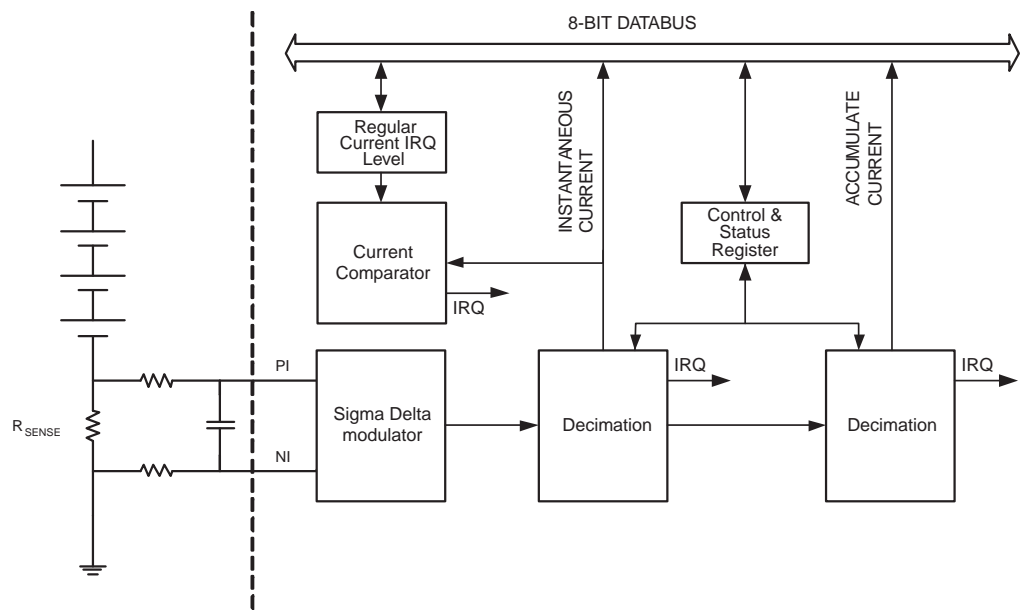 8-BIT DATABUS
Regular
Current IRQ
Level
INSTANTANEOUS
CURRENT
ACCUMULATE
CURRENT
Control &
Status
Register
Current
Comparator
IRQ
PI
IRQ
IRQ
R SENSE
Sigma Delta
modulator
Decimation
Decimation
NI